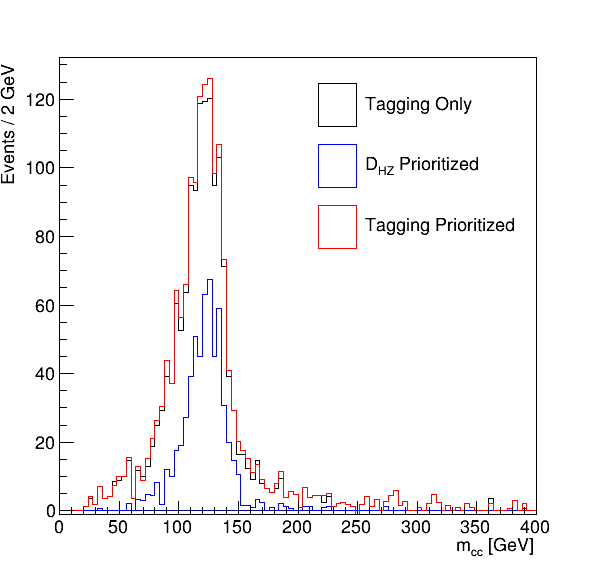 Events / 2 GeV
120
100
80
60
40
20
0
Tagging Only
D_HZ Prioritized
Tagging Prioritized
0 50 100 150 200 250 300 350 400
m_cc [GeV]